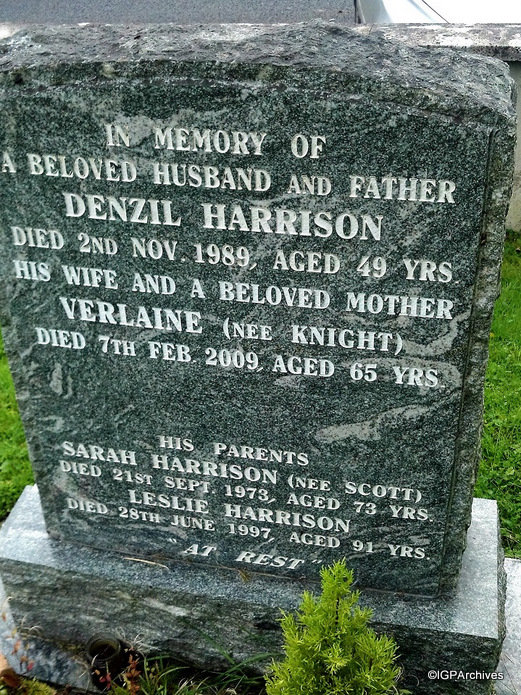 IN MEMORY OF
A BELOVED HUSBAND AND FATHER
DENZIL HARRISON
DIED 2ND NOV. 1989, AGED 49 YRS.
HIS WIFE AND A BELOVED MOTHER
VERLAINE (NEE KNIGHT)
DIED 7TH FEB. 2009, AGED 65 YRS.
HIS PARENTS
SARAH HARRISON (NEE SCOTT)
DIED 21ST SEPT. 1973, AGED 73 YRS.
LESLIE HARRISON
DIED 28TH JUNE 1997, AGED 91 YRS.
"AT REST"
©IGPArchives